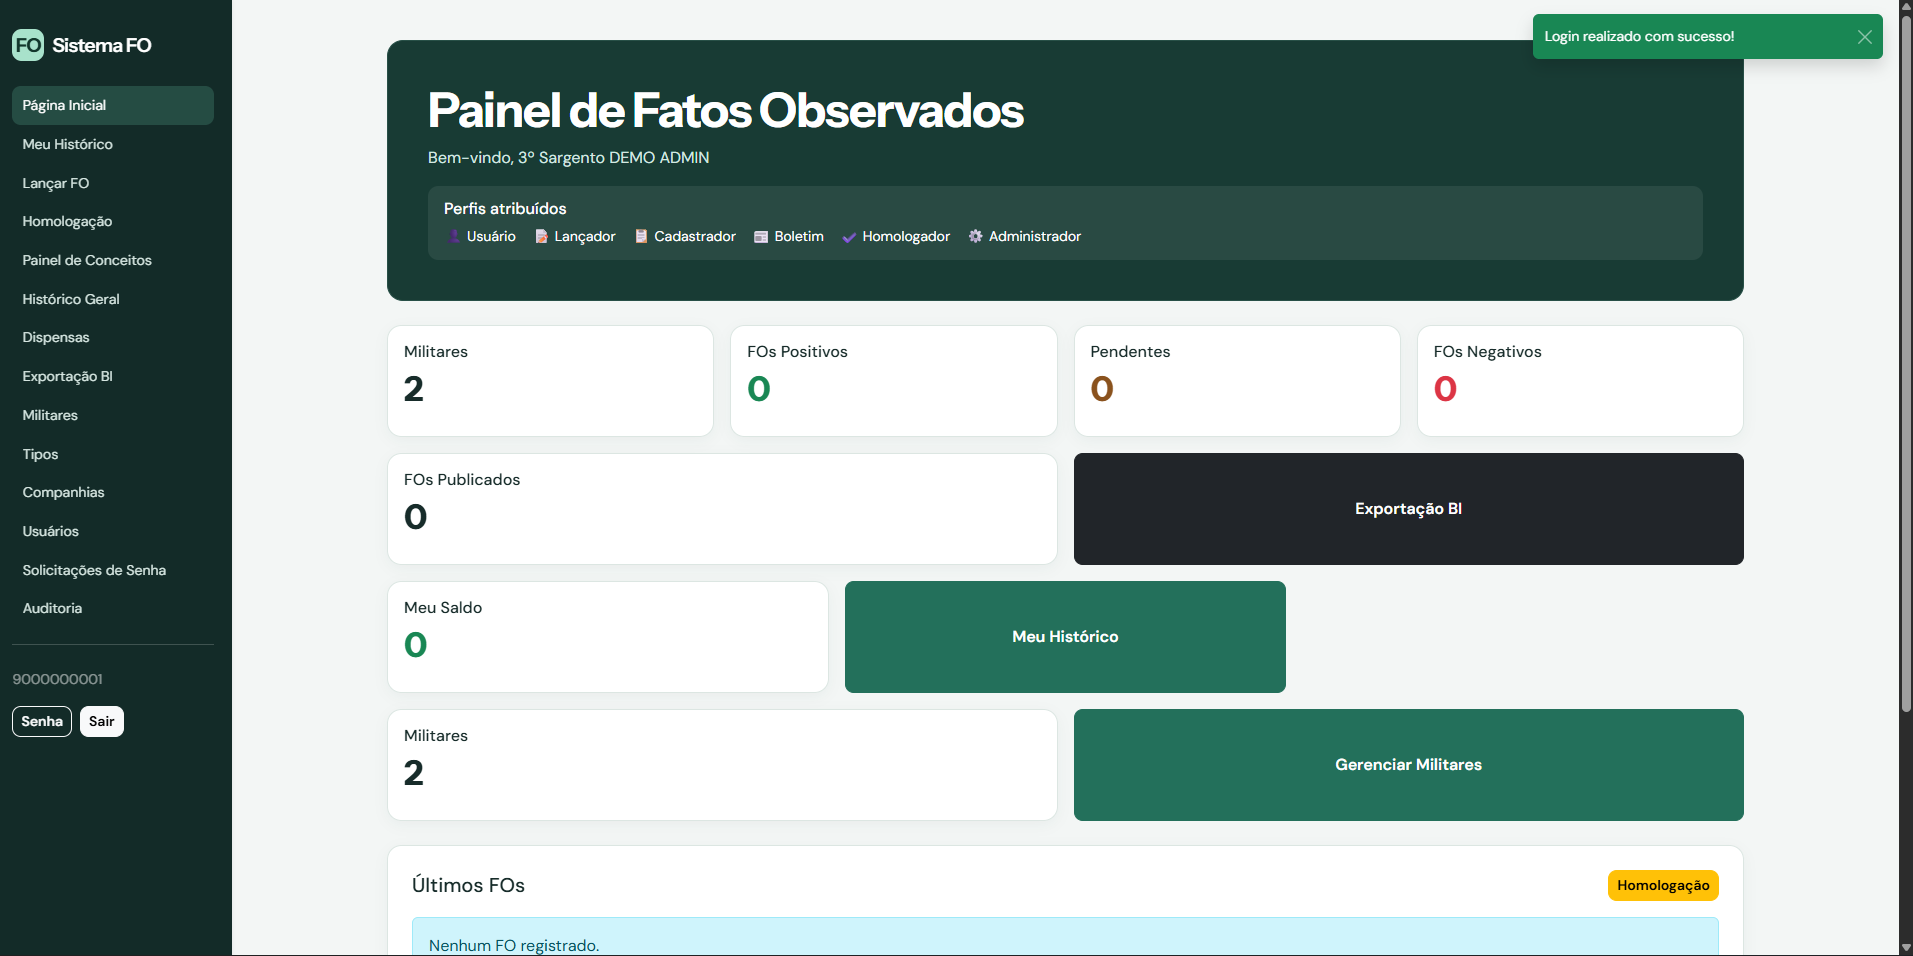 FO Sistema FO
Página Inicial
Meu Histórico
Lançar FO
Homologação
Painel de Conceitos
Histórico Geral
Dispensas
Exportação BI
Militares
Tipos
Companhias
Usuários
Solicitações de Senha
Auditoria
9000000001
Senha Sair
Login realizado com sucesso!
Painel de Fatos Observados
Bem-vindo, 3º Sargento DEMO ADMIN
Perfis atribuídos
Usuário Lançador Cadastrador Boletim Homologador Administrador
Militares
2
FOs Positivos
0
Pendentes
0
FOs Negativos
0
FOs Publicados
0
Exportação BI
Meu Saldo
0
Meu Histórico
Militares
2
Gerenciar Militares
Últimos FOs
Homologação
Nenhum FO registrado.